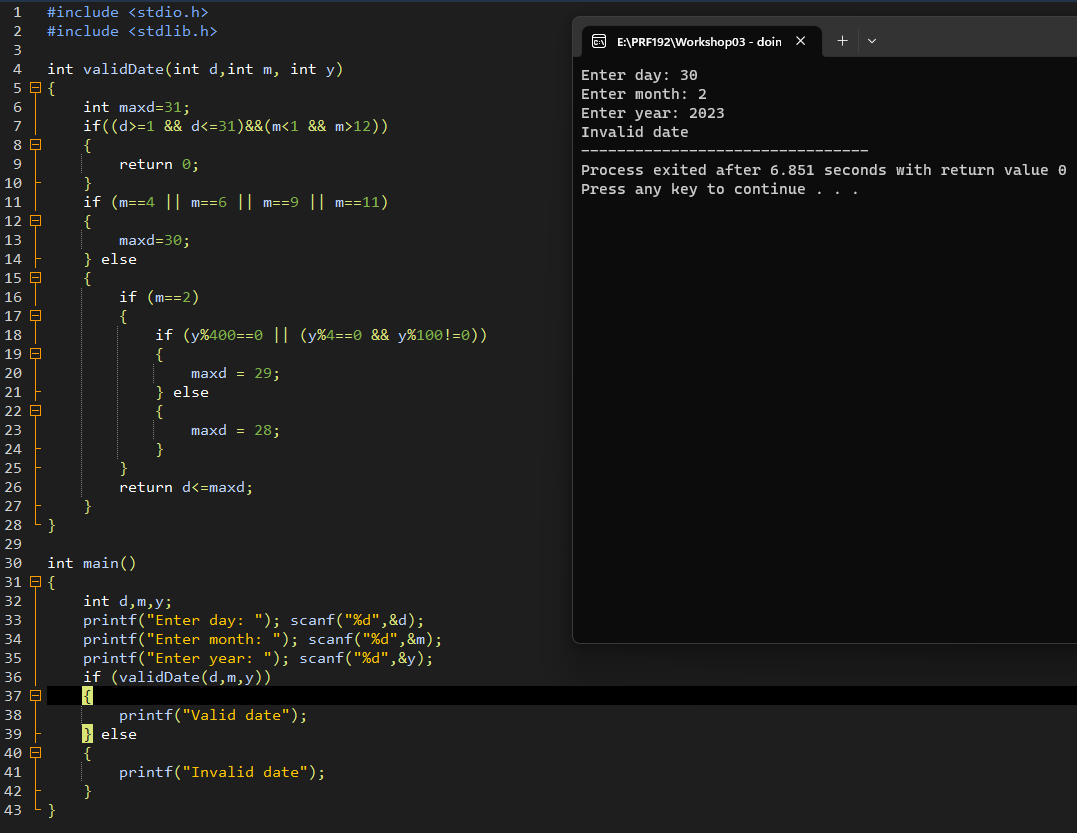 1 #include <stdio.h>
2 #include <stdlib.h>
3
4 int validDate(int d,int m, int y)
5 {
6 int maxd=31;
7 if((d>=1 && d<=31)&&(m<1 && m>12))
8 {
9 return 0;
10 }
11 if (m==4 || m==6 || m==9 || m==11)
12 {
13 maxd=30;
14 } else
15 {
16 if (m==2)
17 {
18 if (y%400==0 || (y%4==0 && y%100!=0))
19 {
20 maxd = 29;
21 } else
22 {
23 maxd = 28;
24 }
25 }
26 return d<=maxd;
27 }
28 }
29
30 int main()
31 {
32 int d,m,y;
33 printf("Enter day: "); scanf("%d",&d);
34 printf("Enter month: "); scanf("%d",&m);
35 printf("Enter year: "); scanf("%d",&y);
36 if (validDate(d,m,y))
37 {
38 printf("Valid date");
39 } else
40 {
41 printf("Invalid date");
42 }
43 }
E:\PRF192\Workshop03 - doin
Enter day: 30
Enter month: 2
Enter year: 2023
Invalid date
--------------------------------
Process exited after 6.851 seconds with return value 0
Press any key to continue . . .